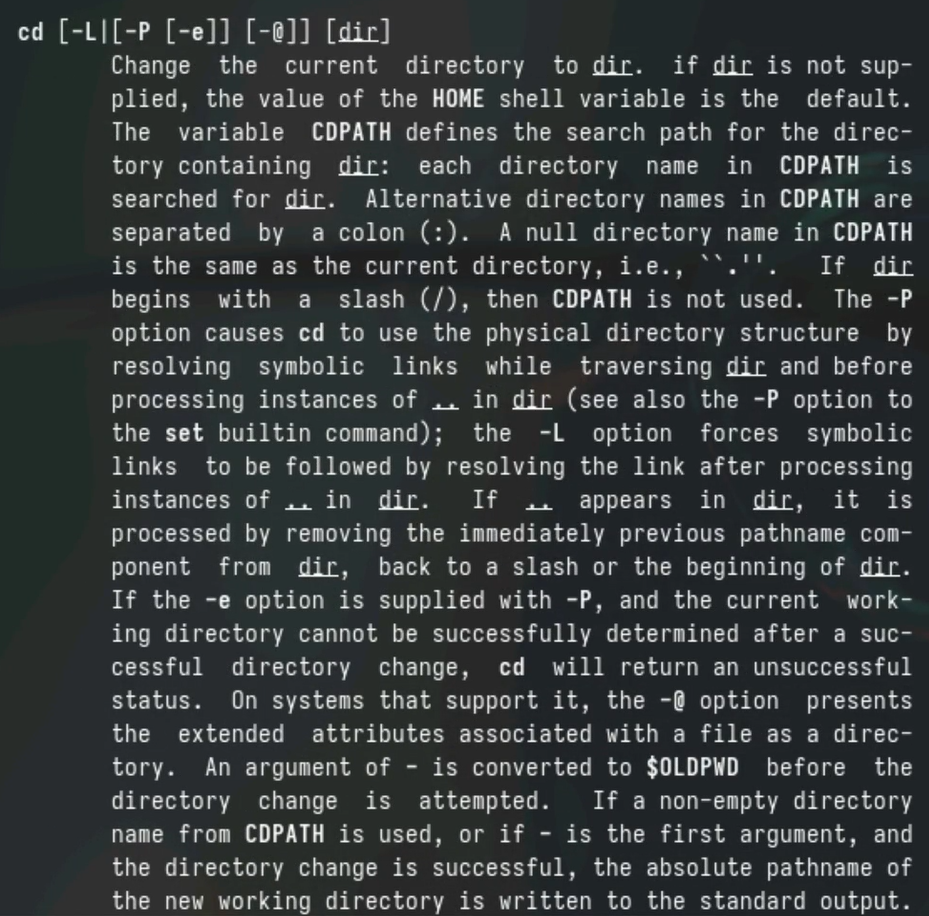 cd [-L|[-P [-e]] [-@]] [dir]
Change the current directory to dir. if dir is not sup-
plied, the value of the HOME shell variable is the default.
The variable CDPATH defines the search path for the direc-
tory containing dir: each directory name in CDPATH is
searched for dir. Alternative directory names in CDPATH are
separated by a colon (:). A null directory name in CDPATH
is the same as the current directory, i.e., ``.''. If dir
begins with a slash (/), then CDPATH is not used. The -P
option causes cd to use the physical directory structure by
resolving symbolic links while traversing dir and before
processing instances of .. in dir (see also the -P option to
the set builtin command); the -L option forces symbolic
links to be followed by resolving the link after processing
instances of .. in dir. If .. appears in dir, it is
processed by removing the immediately previous pathname com-
ponent from dir, back to a slash or the beginning of dir.
If the -e option is supplied with -P, and the current work-
ing directory cannot be successfully determined after a suc-
cessful directory change, cd will return an unsuccessful
status. On systems that support it, the -@ option presents
the extended attributes associated with a file as a direc-
tory. An argument of - is converted to $OLDPWD before the
directory change is attempted. If a non-empty directory
name from CDPATH is used, or if - is the first argument, and
the directory change is successful, the absolute pathname of
the new working directory is written to the standard output.